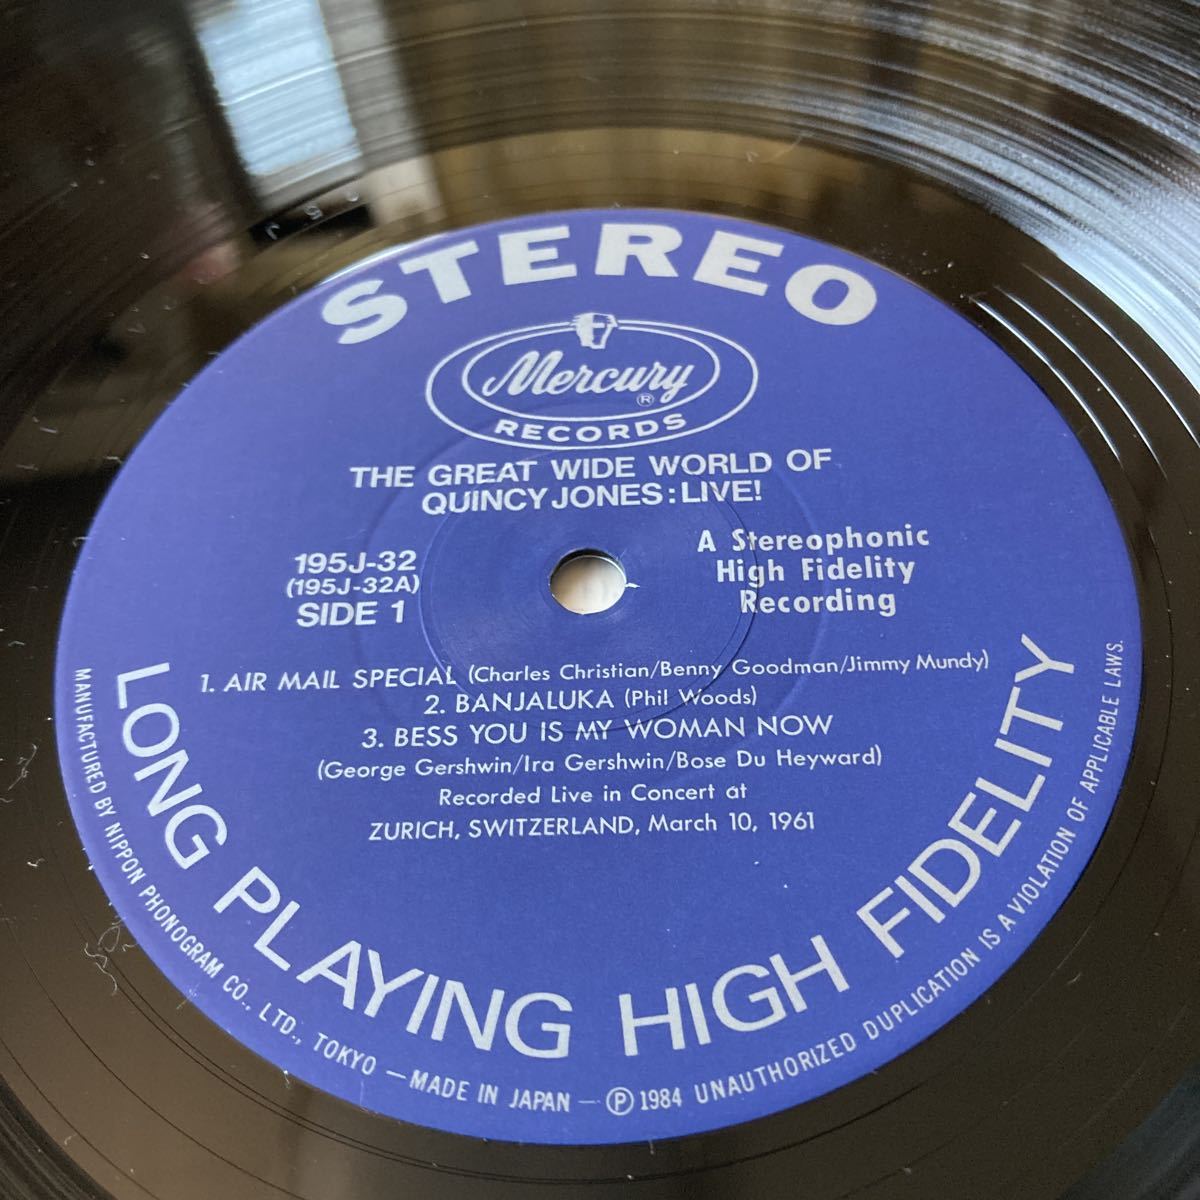 STEREO
Mercury
®
RECORDS
THE GREAT WIDE WORLD OF
QUINCY JONES : LIVE!
195J-32
(195J-32A)
SIDE 1
A Stereophonic
High Fidelity
Recording
1. AIR MAIL SPECIAL (Charles Christian/Benny Goodman/Jimmy Mundy)
2. BANJALUKA (Phil Woods)
3. BESS YOU IS MY WOMAN NOW
(George Gershwin/Ira Gershwin/Bose Du Heyward)
Recorded Live in Concert at
ZURICH, SWITZERLAND, March 10, 1961
LONG PLAYING HIGH FIDELITY
MANUFACTURED BY NIPPON PHONOGRAM CO., LTD., TOKYO — MADE IN JAPAN — ℗ 1984 UNAUTHORIZED DUPLICATION IS A VIOLATION OF APPLICABLE LAWS.